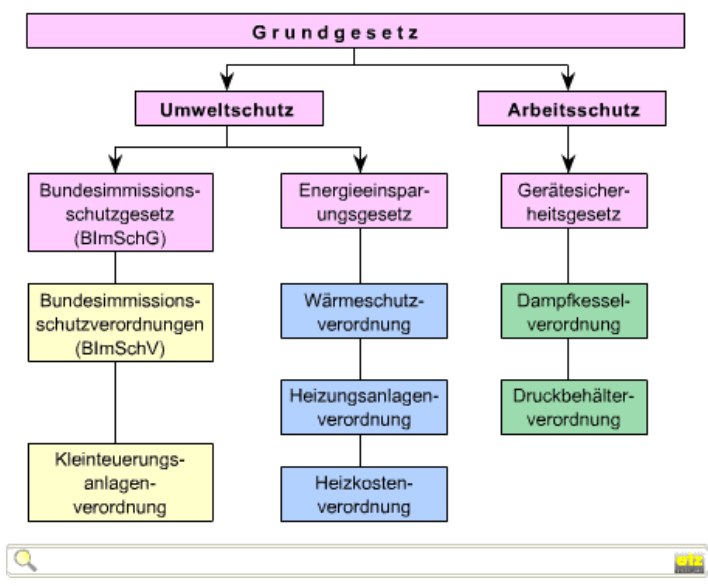 Grundgesetz
Umweltschutz
Arbeitsschutz
Bundesimmissions-
schutzgesetz
(BImSchG)
Energieeinspar-
ungsgesetz
Gerätesicher-
heitsgesetz
Bundesimmissions-
schutzverordnungen
(BImSchV)
Wärmeschutz-
verordnung
Dampfkessel-
verordnung
Heizungsanlagen-
verordnung
Druckbehälter-
verordnung
Kleinteuerungs-
anlagen-
verordnung
Heizkosten-
verordnung